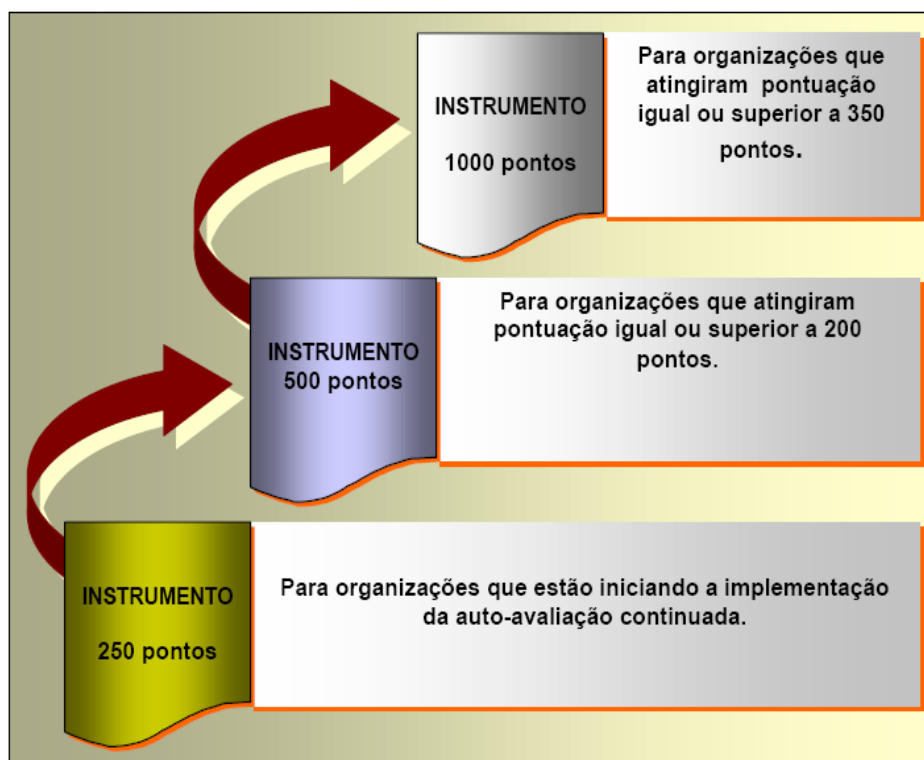 INSTRUMENTO
1000 pontos
Para organizações que
atingiram pontuação
igual ou superior a 350
pontos.
INSTRUMENTO
500 pontos
Para organizações que atingiram
pontuação igual ou superior a 200
pontos.
INSTRUMENTO
250 pontos
Para organizações que estão iniciando a implementação
da auto-avaliação continuada.